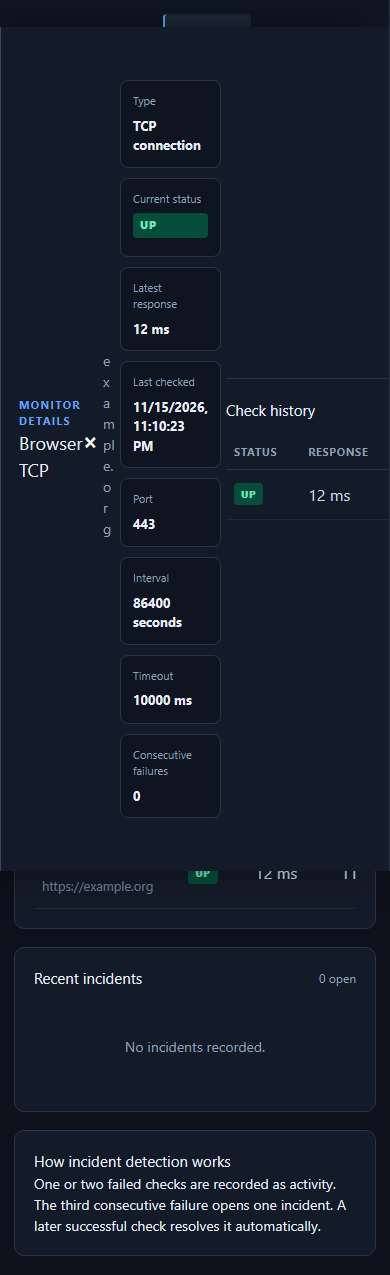 MONITOR
DETAILS
Browser ×
TCP
example.org
Type
TCP
connection
Current status
UP
Latest
response
12 ms
Last checked
11/15/2026,
11:10:23
PM
Port
443
Interval
86400
seconds
Timeout
10000 ms
Consecutive
failures
0
Check history
STATUS RESPONSE
UP 12 ms
UP 12 ms 11
https://example.org
Recent incidents 0 open
No incidents recorded.
How incident detection works
One or two failed checks are recorded as activity.
The third consecutive failure opens one incident. A
later successful check resolves it automatically.